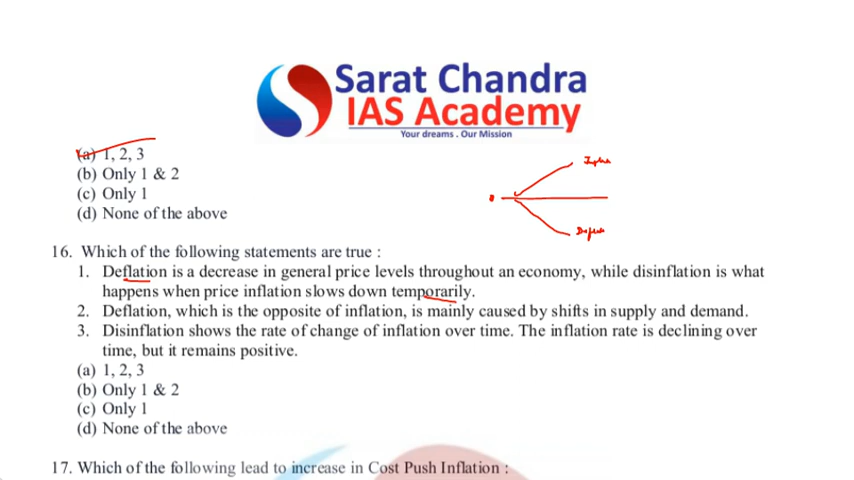 Sarat Chandra
IAS Academy
Your dreams . Our Mission
(a) 1, 2, 3
(b) Only 1 & 2
(c) Only 1
(d) None of the above
16. Which of the following statements are true :
1. Deflation is a decrease in general price levels throughout an economy, while disinflation is what
happens when price inflation slows down temporarily.
2. Deflation, which is the opposite of inflation, is mainly caused by shifts in supply and demand.
3. Disinflation shows the rate of change of inflation over time. The inflation rate is declining over
time, but it remains positive.
(a) 1, 2, 3
(b) Only 1 & 2
(c) Only 1
(d) None of the above
17. Which of the following lead to increase in Cost Push Inflation :